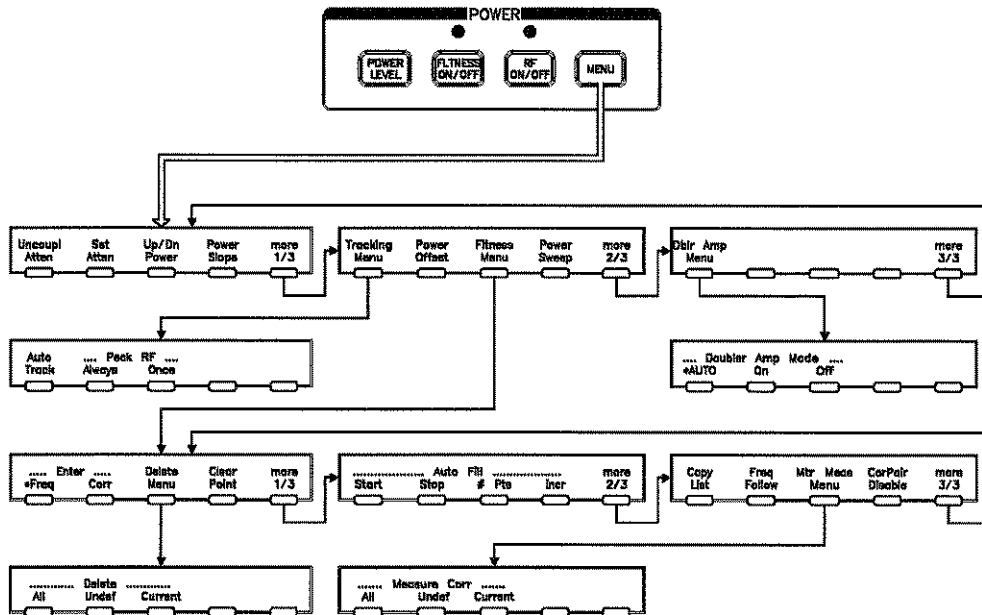 POWER
POWER LEVEL
FLTNESS ON/OFF
RF ON/OFF
MENU
Uncoupl Atten
Set Atten
Up/Dn Power
Power Slope
more 1/3
Tracking Menu
Power Offset
Fltness Menu
Power Sweep
more 2/3
Dblr Amp Menu
more 3/3
Auto Track
.... Peak RF ....
Always
Once
.... Doubler Amp Mode ....
*AUTO
On
Off
..... Enter .....
*Freq
Corr
Delete Menu
Clear Point
more 1/3
.................. Auto Fill ..................
Start
Stop
# Pts
Incr
more 2/3
Copy List
Freq Follow
Mtr Meas Menu
CorPair Disable
more 3/3
............ Delete ............
All
Undef
Current
....... Measure Corr .......
All
Undef
Current